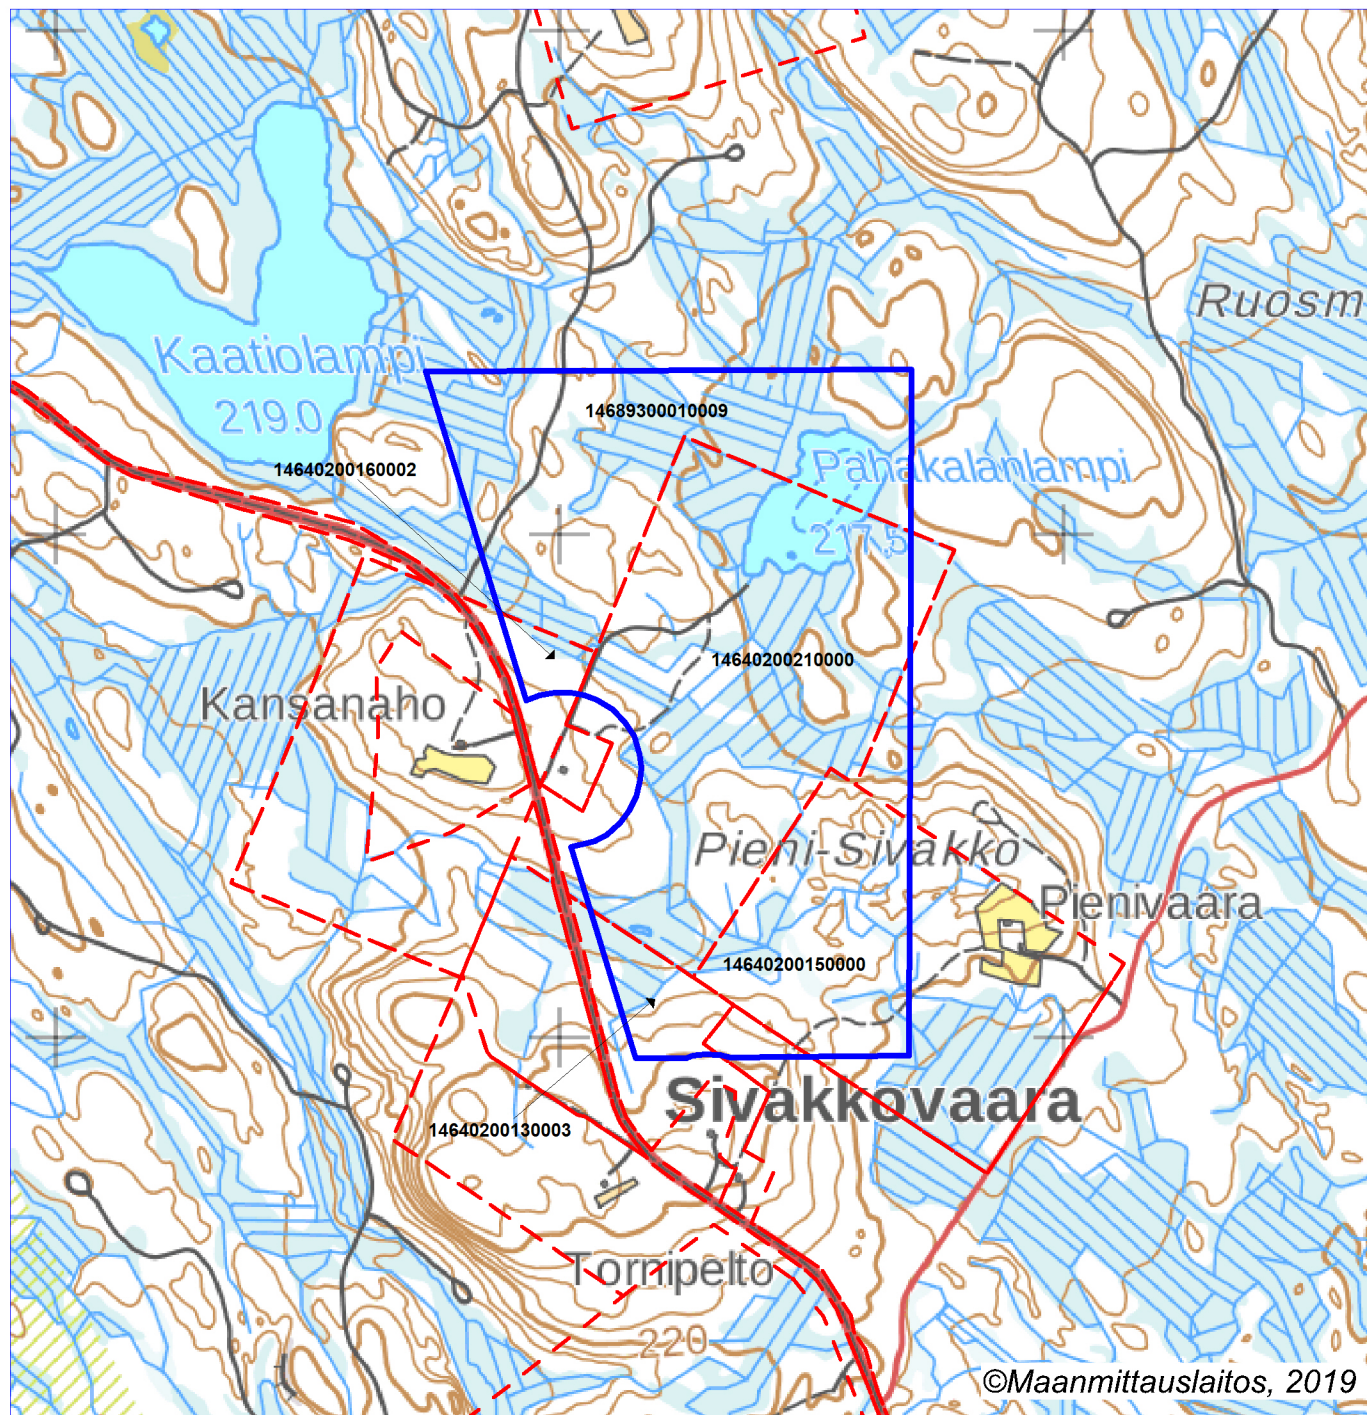 Ruosm
Kaatiolampi
219.0
14689300010009
14640200160002
Pahakalanlampi
217.5
14640200210000
Kansanaho
Pieni-Sivakko
Pienivaara
14640200150000
Sivakkovaara
14640200130003
Tornipelto
220
©Maanmittauslaitos, 2019